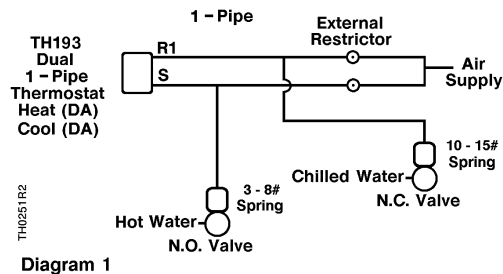 1 – Pipe
TH193
Dual
1 – Pipe
Thermostat
Heat (DA)
Cool (DA)
R1
S
External
Restrictor
Air
Supply
10 - 15#
Spring
Chilled Water
N.C. Valve
3 - 8#
Spring
Hot Water
N.O. Valve
TH0251R2
Diagram 1